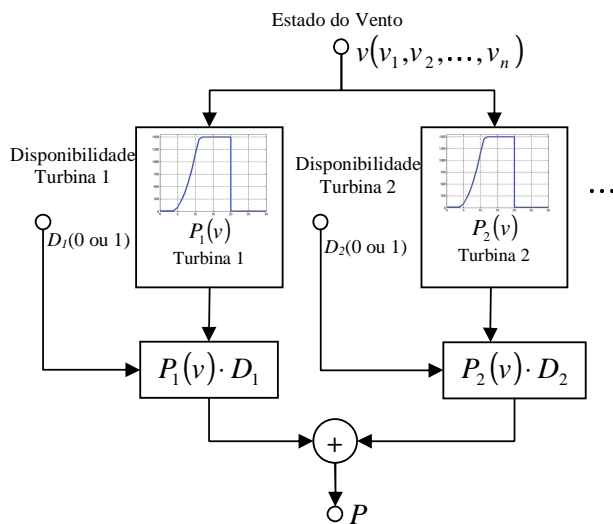 Estado do Vento
v(v₁,v₂,...,vₙ)
Disponibilidade
Turbina 1
D₁(0 ou 1)
P₁(v)
Turbina 1
Disponibilidade
Turbina 2
D₂(0 ou 1)
P₂(v)
Turbina 2
...
P₁(v)·D₁
P₂(v)·D₂
+
P